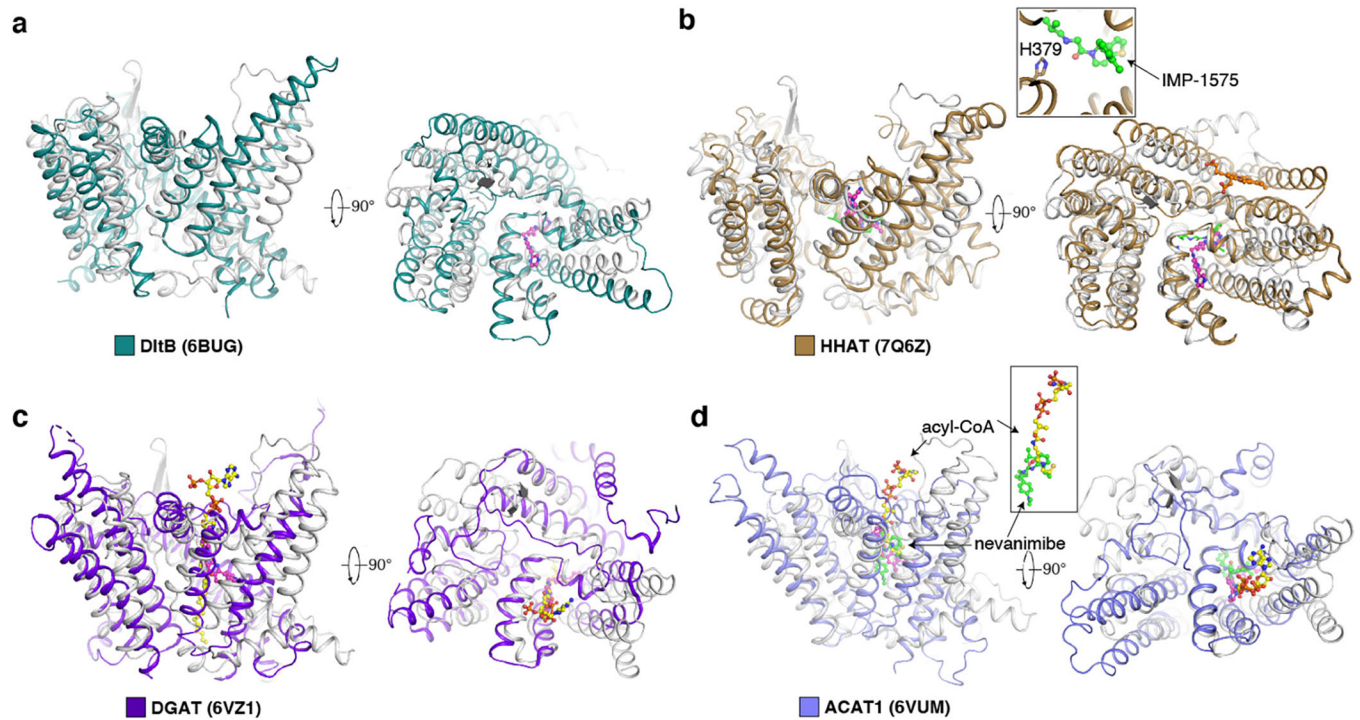 a
90°
DltB (6BUG)
b
H379
IMP-1575
90°
HHAT (7Q6Z)
c
90°
DGAT (6VZ1)
d
acyl-CoA
nevanimibe
90°
ACAT1 (6VUM)